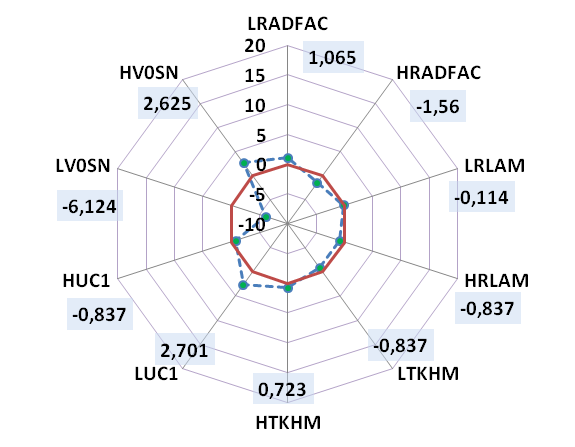 LRADFAC
20
1,065
HV0SN
HRADFAC
15
2,625
-1,56
10
5
LV0SN
LRLAM
0
-6,124
-0,114
-5
-10
HUC1
HRLAM
-0,837
-0,837
2,701
-0,837
LUC1
LTKHM
0,723
HTKHM